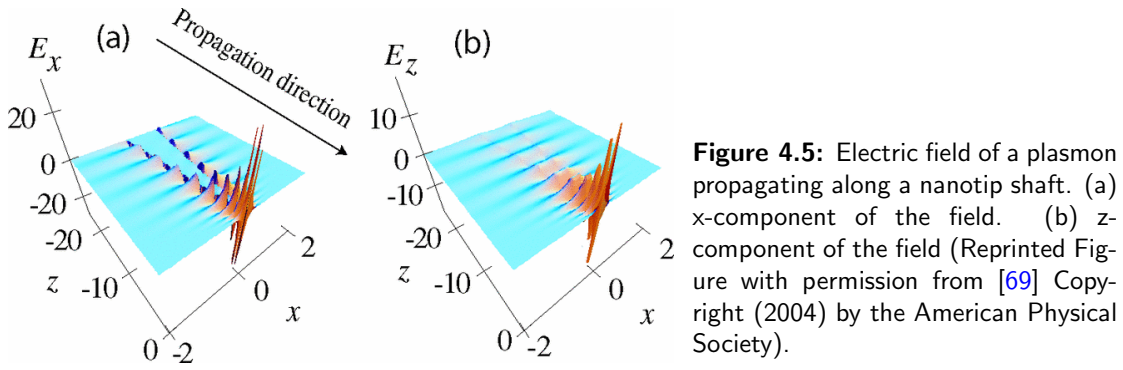 (a)
Propagation direction
E_x
20
0
-20
-20
-10
0
z
-2
0
2
x
(b)
E_z
10
0
-10
-20
-10
0
z
-2
0
2
x
Figure 4.5: Electric field of a plasmon
propagating along a nanotip shaft. (a)
x-component of the field. (b) z-
component of the field (Reprinted Fig-
ure with permission from [69] Copy-
right (2004) by the American Physical
Society).